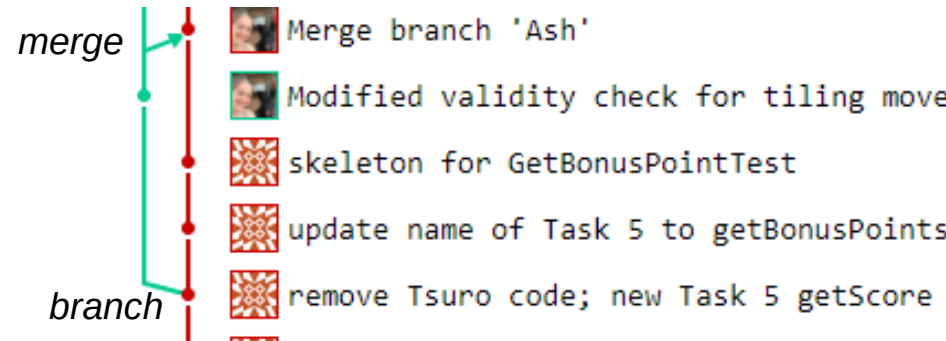 merge
Merge branch 'Ash'
Modified validity check for tiling move
skeleton for GetBonusPointTest
update name of Task 5 to getBonusPoints
remove Tsuro code; new Task 5 getScore
branch